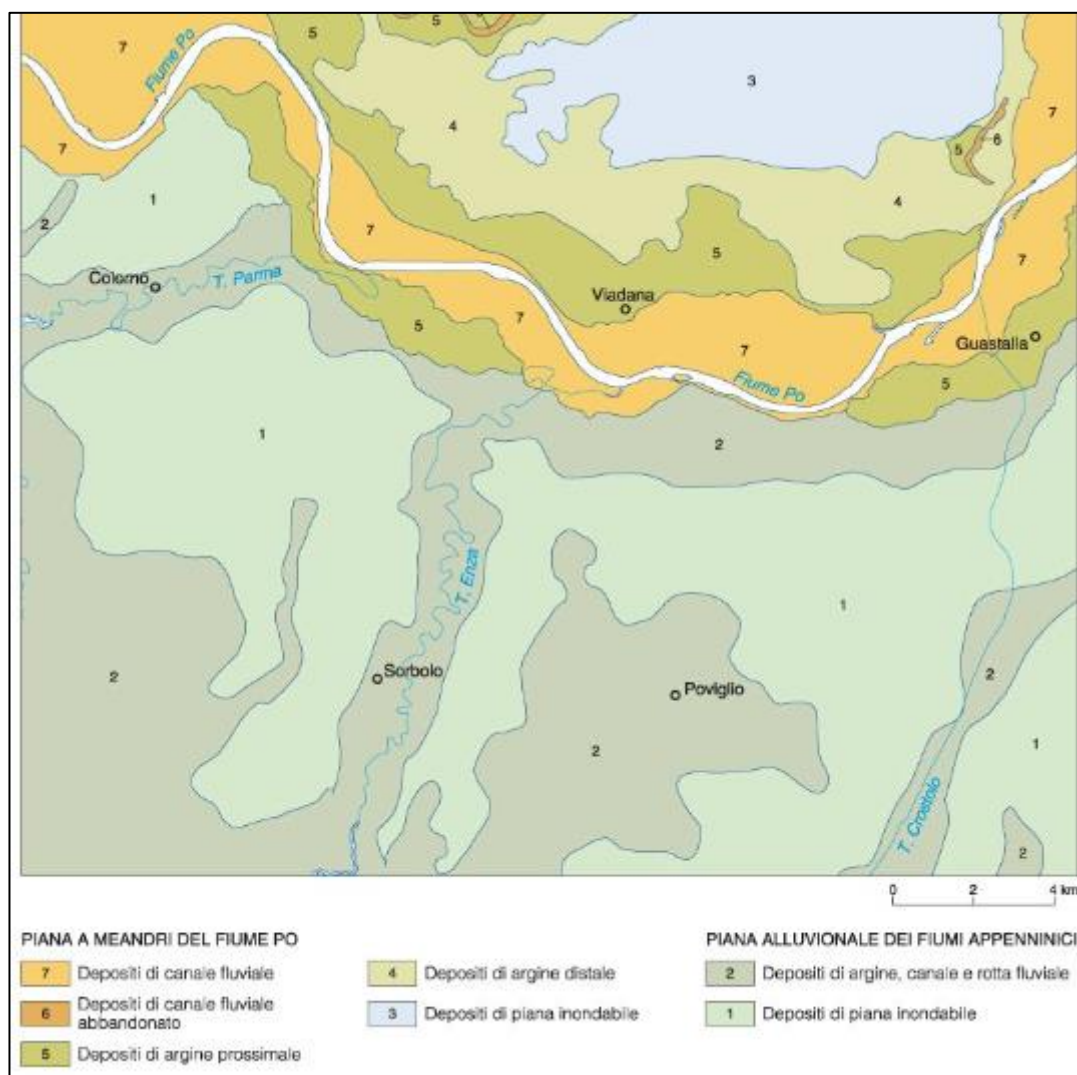 7
5
5
Fiume Po
3
7
4
5
6
7
1
2
4
T. Parma
Colorno
7
5
7
Viadana
5
7
7
Guastalla
Fiume Po
5
1
2
T. Enza
1
2
Sorbolo
Poviglio
2
2
1
T. Crostolo
2
0 2 4 km
PIANA A MEANDRI DEL FIUME PO
7 Depositi di canale fluviale
6 Depositi di canale fluviale
abbandonato
5 Depositi di argine prossimale
4 Depositi di argine distale
3 Depositi di piana inondabile
PIANA ALLUVIONALE DEI FIUMI APPENNINICI
2 Depositi di argine, canale e rotta fluviale
1 Depositi di piana inondabile